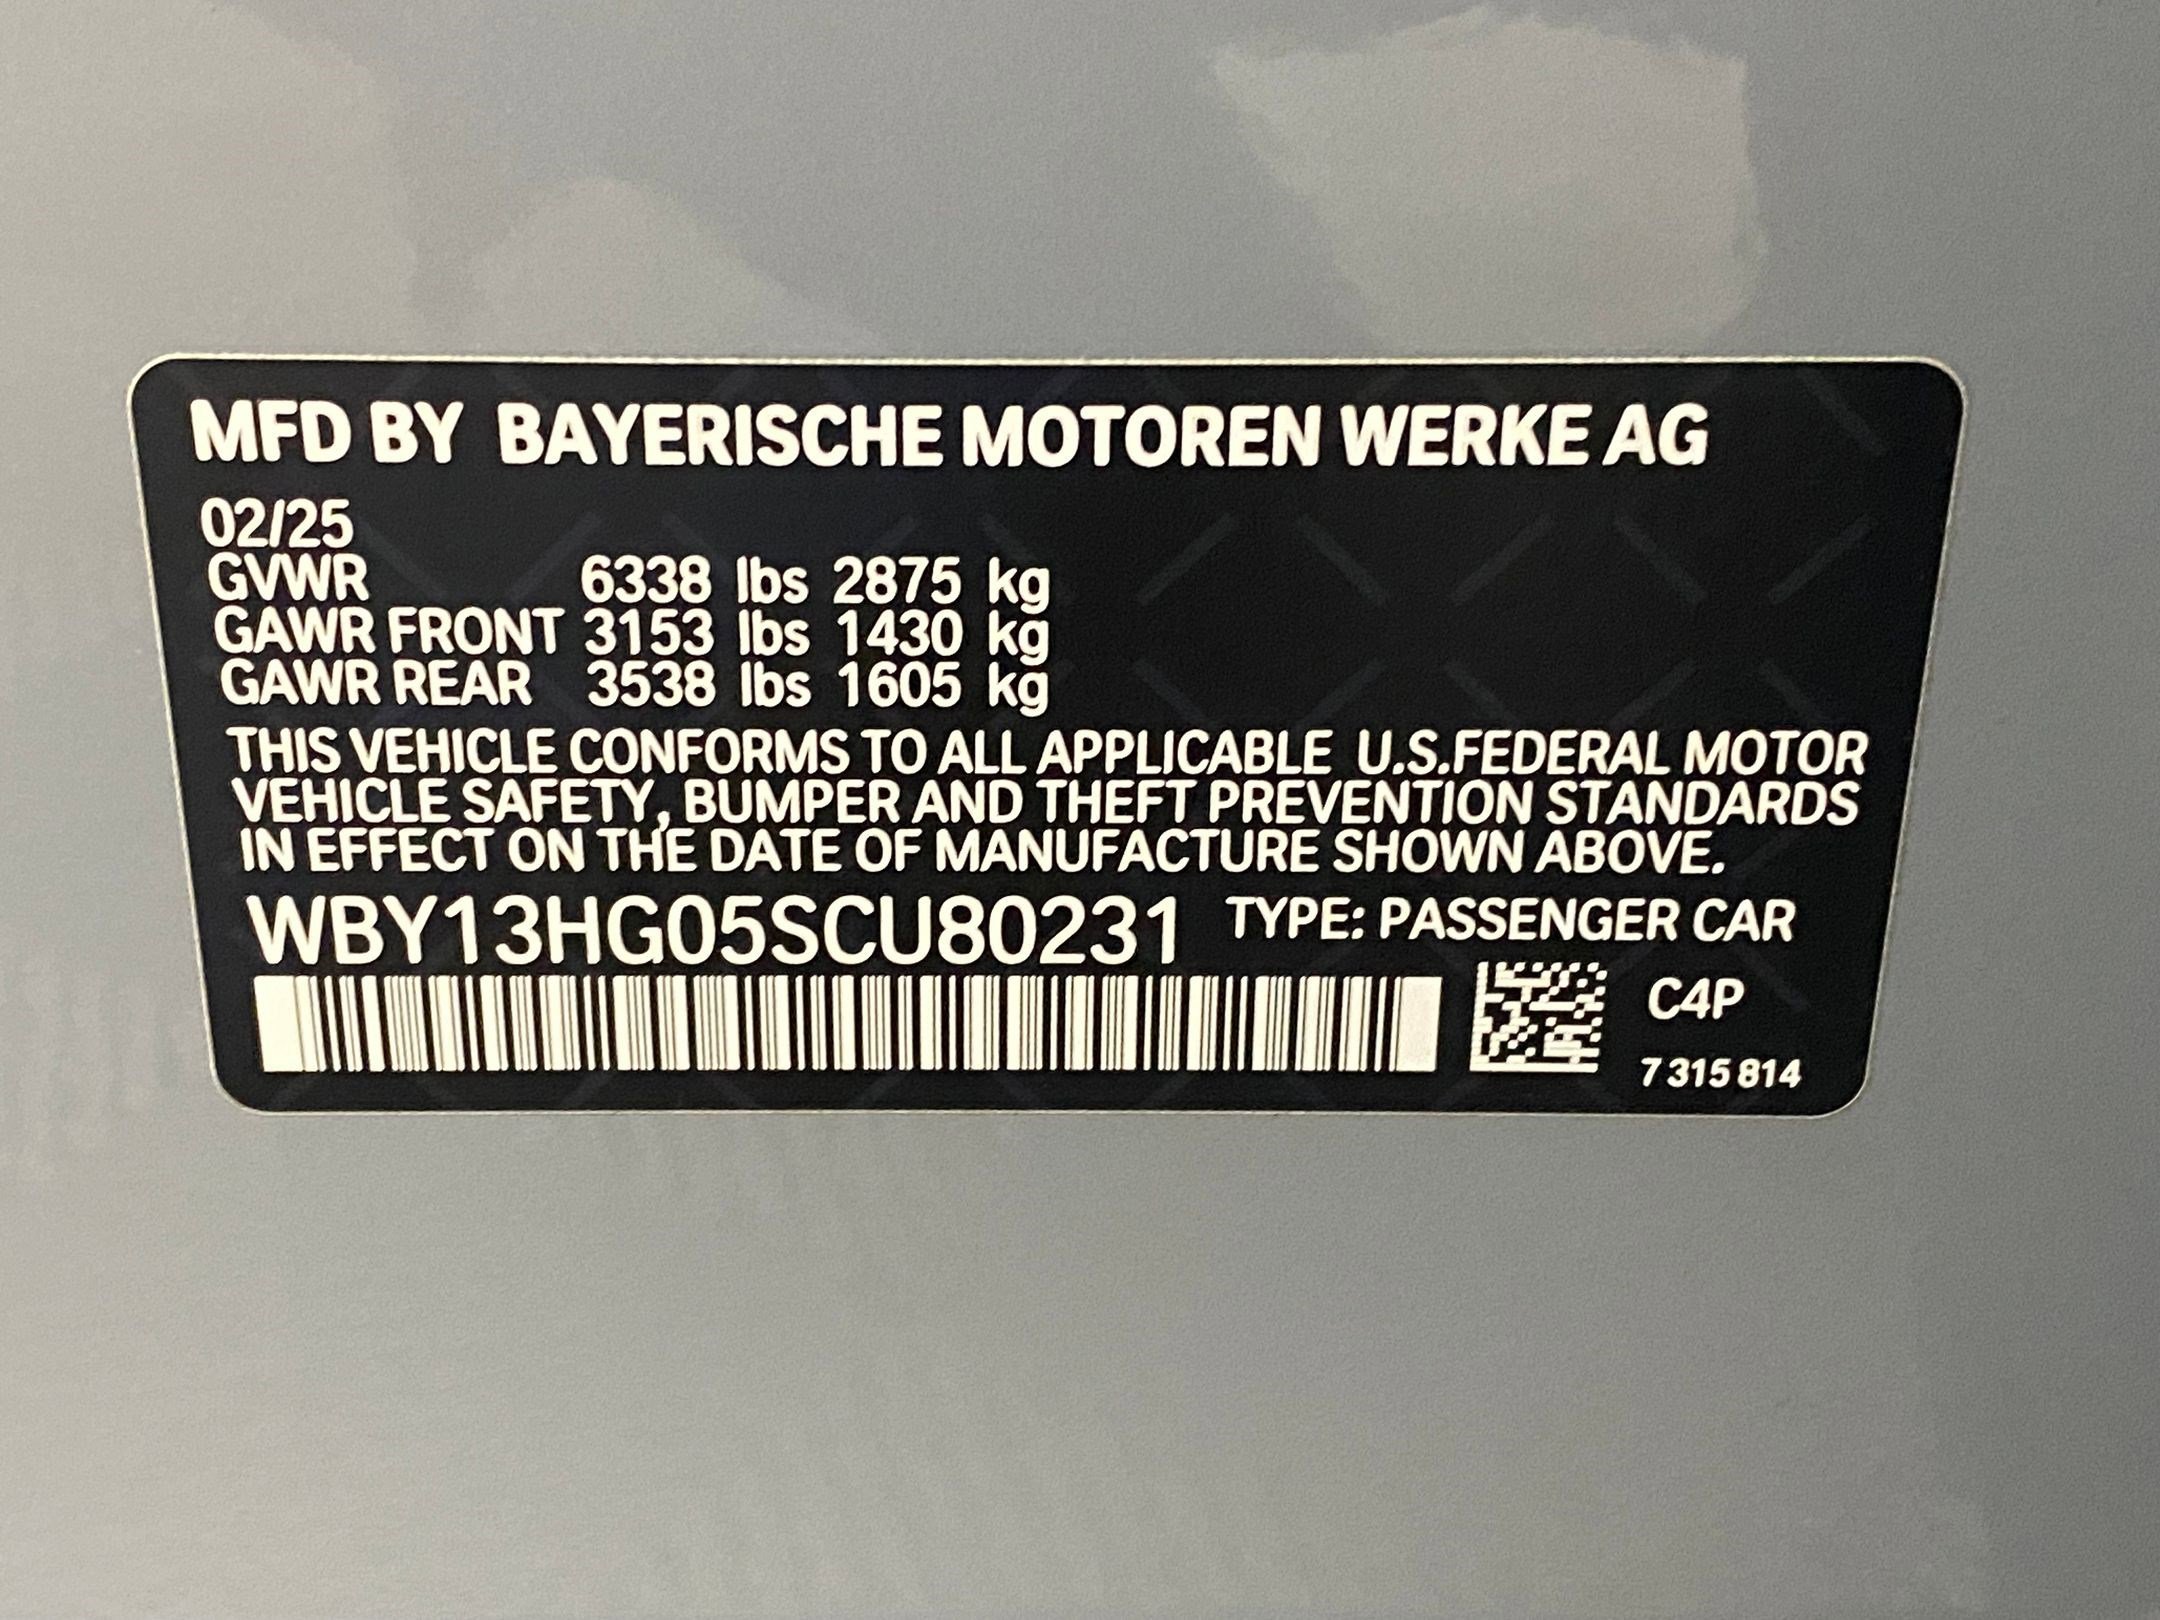 MFD BY BAYERISCHE MOTOREN WERKE AG
02/25
GVWR 6338 lbs 2875 kg
GAWR FRONT 3153 lbs 1430 kg
GAWR REAR 3538 lbs 1605 kg
THIS VEHICLE CONFORMS TO ALL APPLICABLE U.S.FEDERAL MOTOR
VEHICLE SAFETY, BUMPER AND THEFT PREVENTION STANDARDS
IN EFFECT ON THE DATE OF MANUFACTURE SHOWN ABOVE.
WBY13HG05SCU80231 TYPE: PASSENGER CAR
C4P
7 315 814